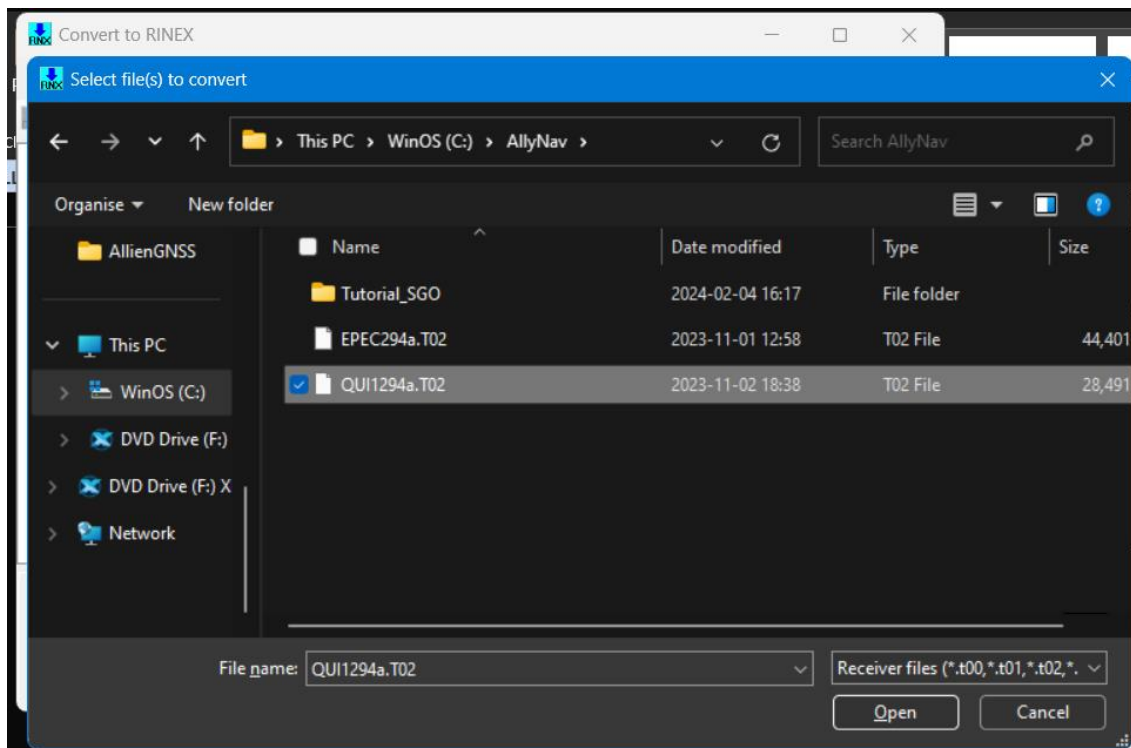 RINX Convert to RINEX
RINX Select file(s) to convert
This PC > WinOS (C:) > AllyNav >
Search AllyNav
Organise
New folder
?
Name
Date modified
Type
Size
AllienGNSS
This PC
WinOS (C:)
DVD Drive (F:)
DVD Drive (F:) X
Network
Tutorial_SGO 2024-02-04 16:17 File folder
EPEC294a.T02 2023-11-01 12:58 T02 File 44,401
QUI1294a.T02 2023-11-02 18:38 T02 File 28,491
File name: QUI1294a.T02
Receiver files (*.t00,*.t01,*.t02,*.
Open
Cancel